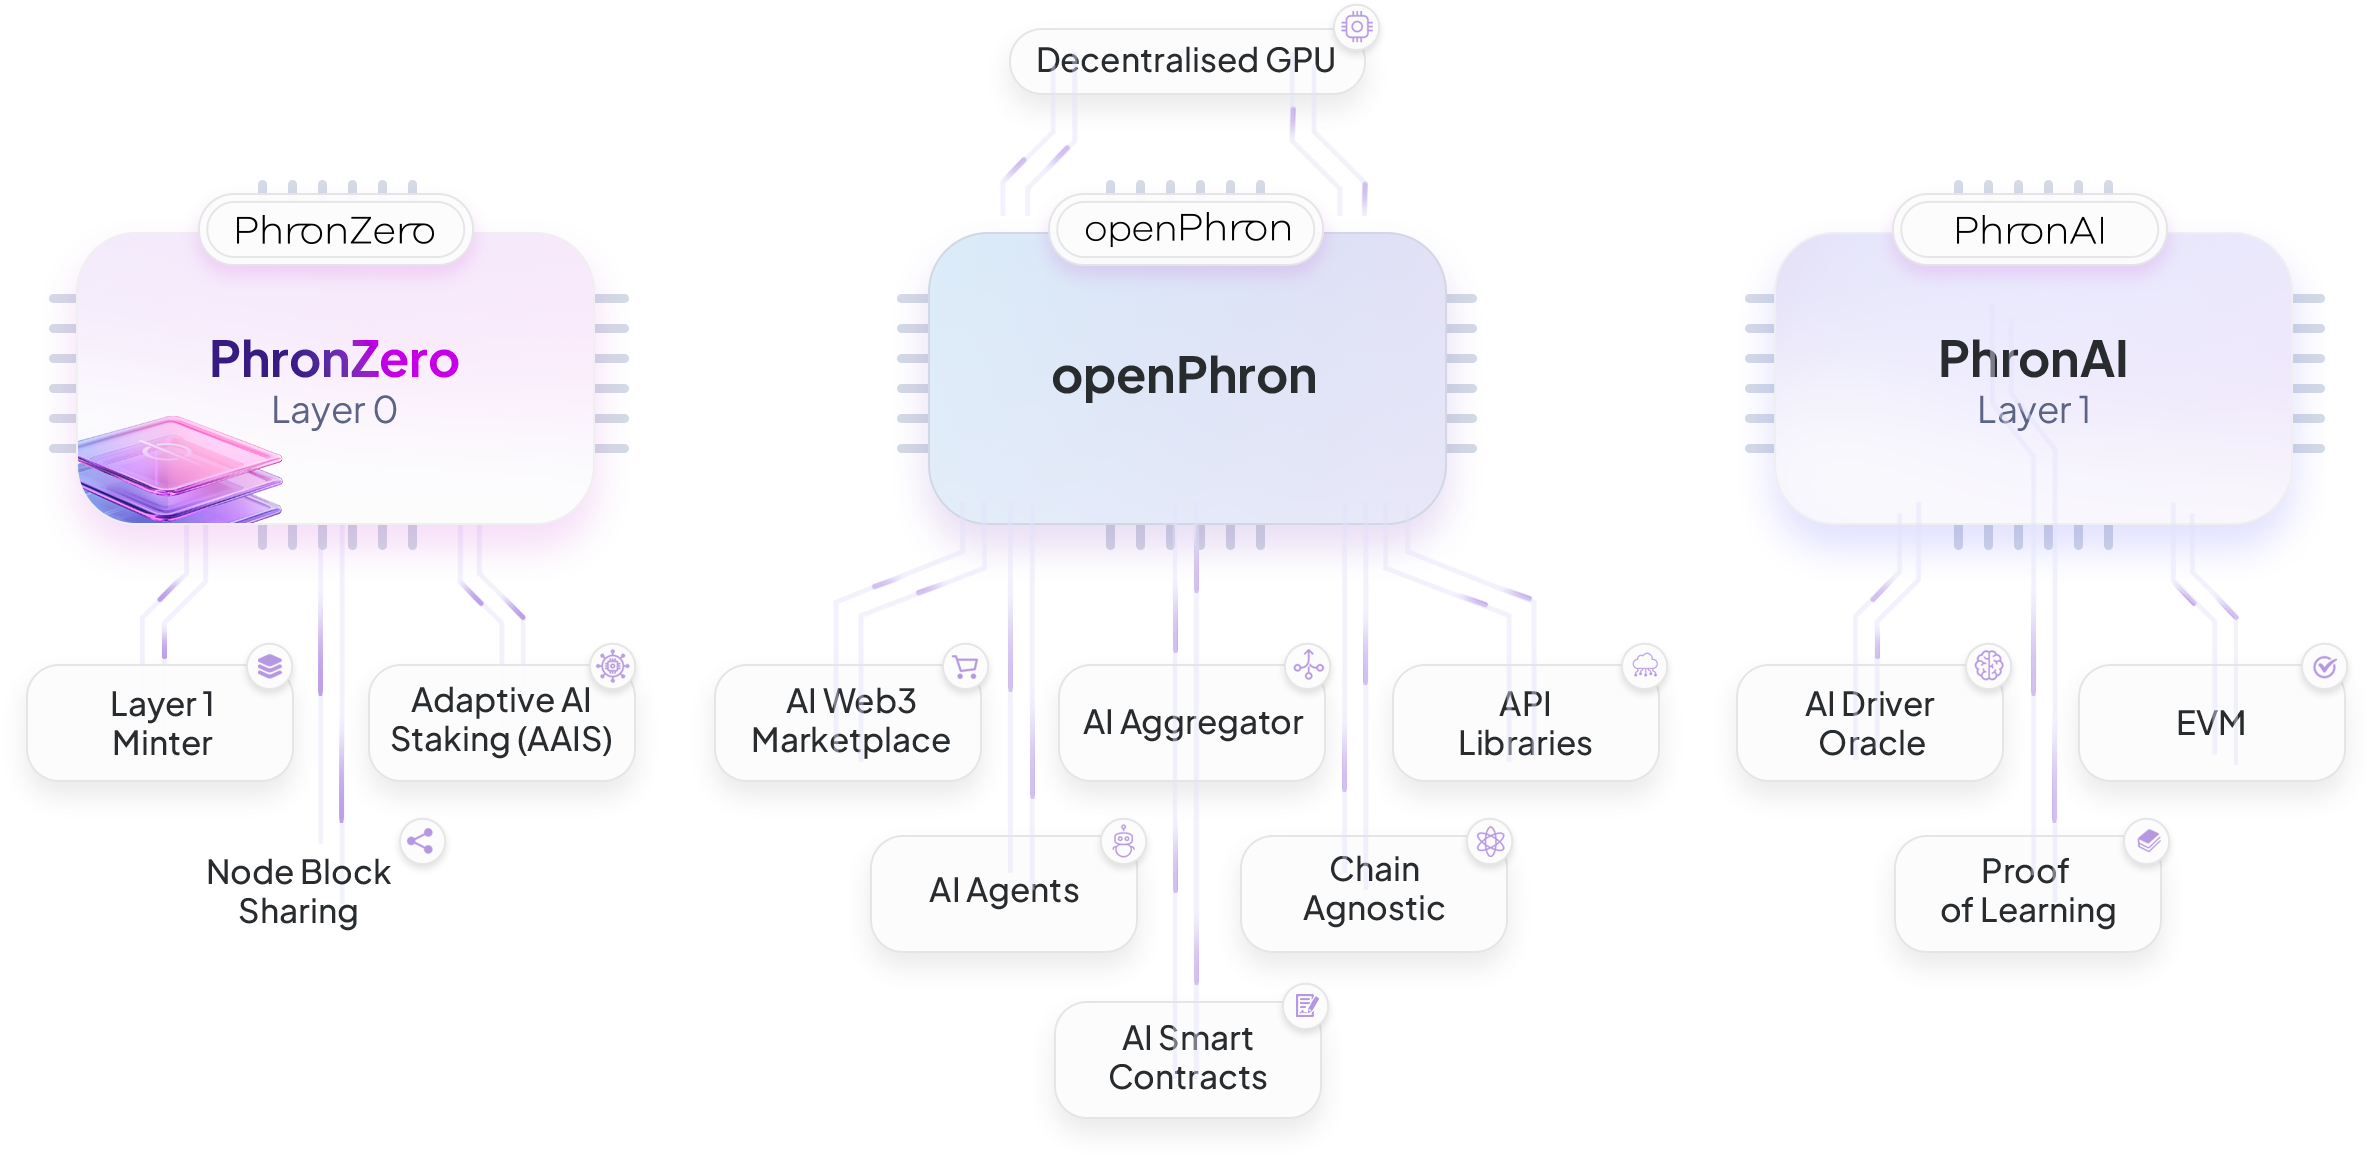 Decentralised GPU
PhronZero
PhronZero
Layer 0
Layer 1
Minter
Adaptive AI
Staking (AAIS)
Node Block
Sharing
openPhron
openPhron
AI Web3
Marketplace
AI Aggregator
API
Libraries
AI Agents
Chain
Agnostic
AI Smart
Contracts
PhronAI
PhronAI
Layer 1
AI Driver
Oracle
EVM
Proof
of Learning